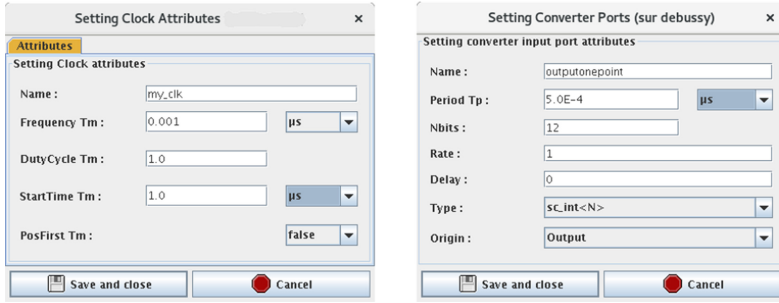 Setting Clock Attributes
×
Attributes
Setting Clock attributes
Name :
my_clk
Frequency Tm :
0.001
μs
DutyCycle Tm :
1.0
StartTime Tm :
1.0
μs
PosFirst Tm :
false
Save and close
Cancel
Setting Converter Ports (sur debussy)
×
Setting converter input port attributes
Name :
outputonepoint
Period Tp :
5.0E-4
μs
Nbits :
12
Rate :
1
Delay :
0
Type :
sc_int<N>
Origin :
Output
Save and close
Cancel